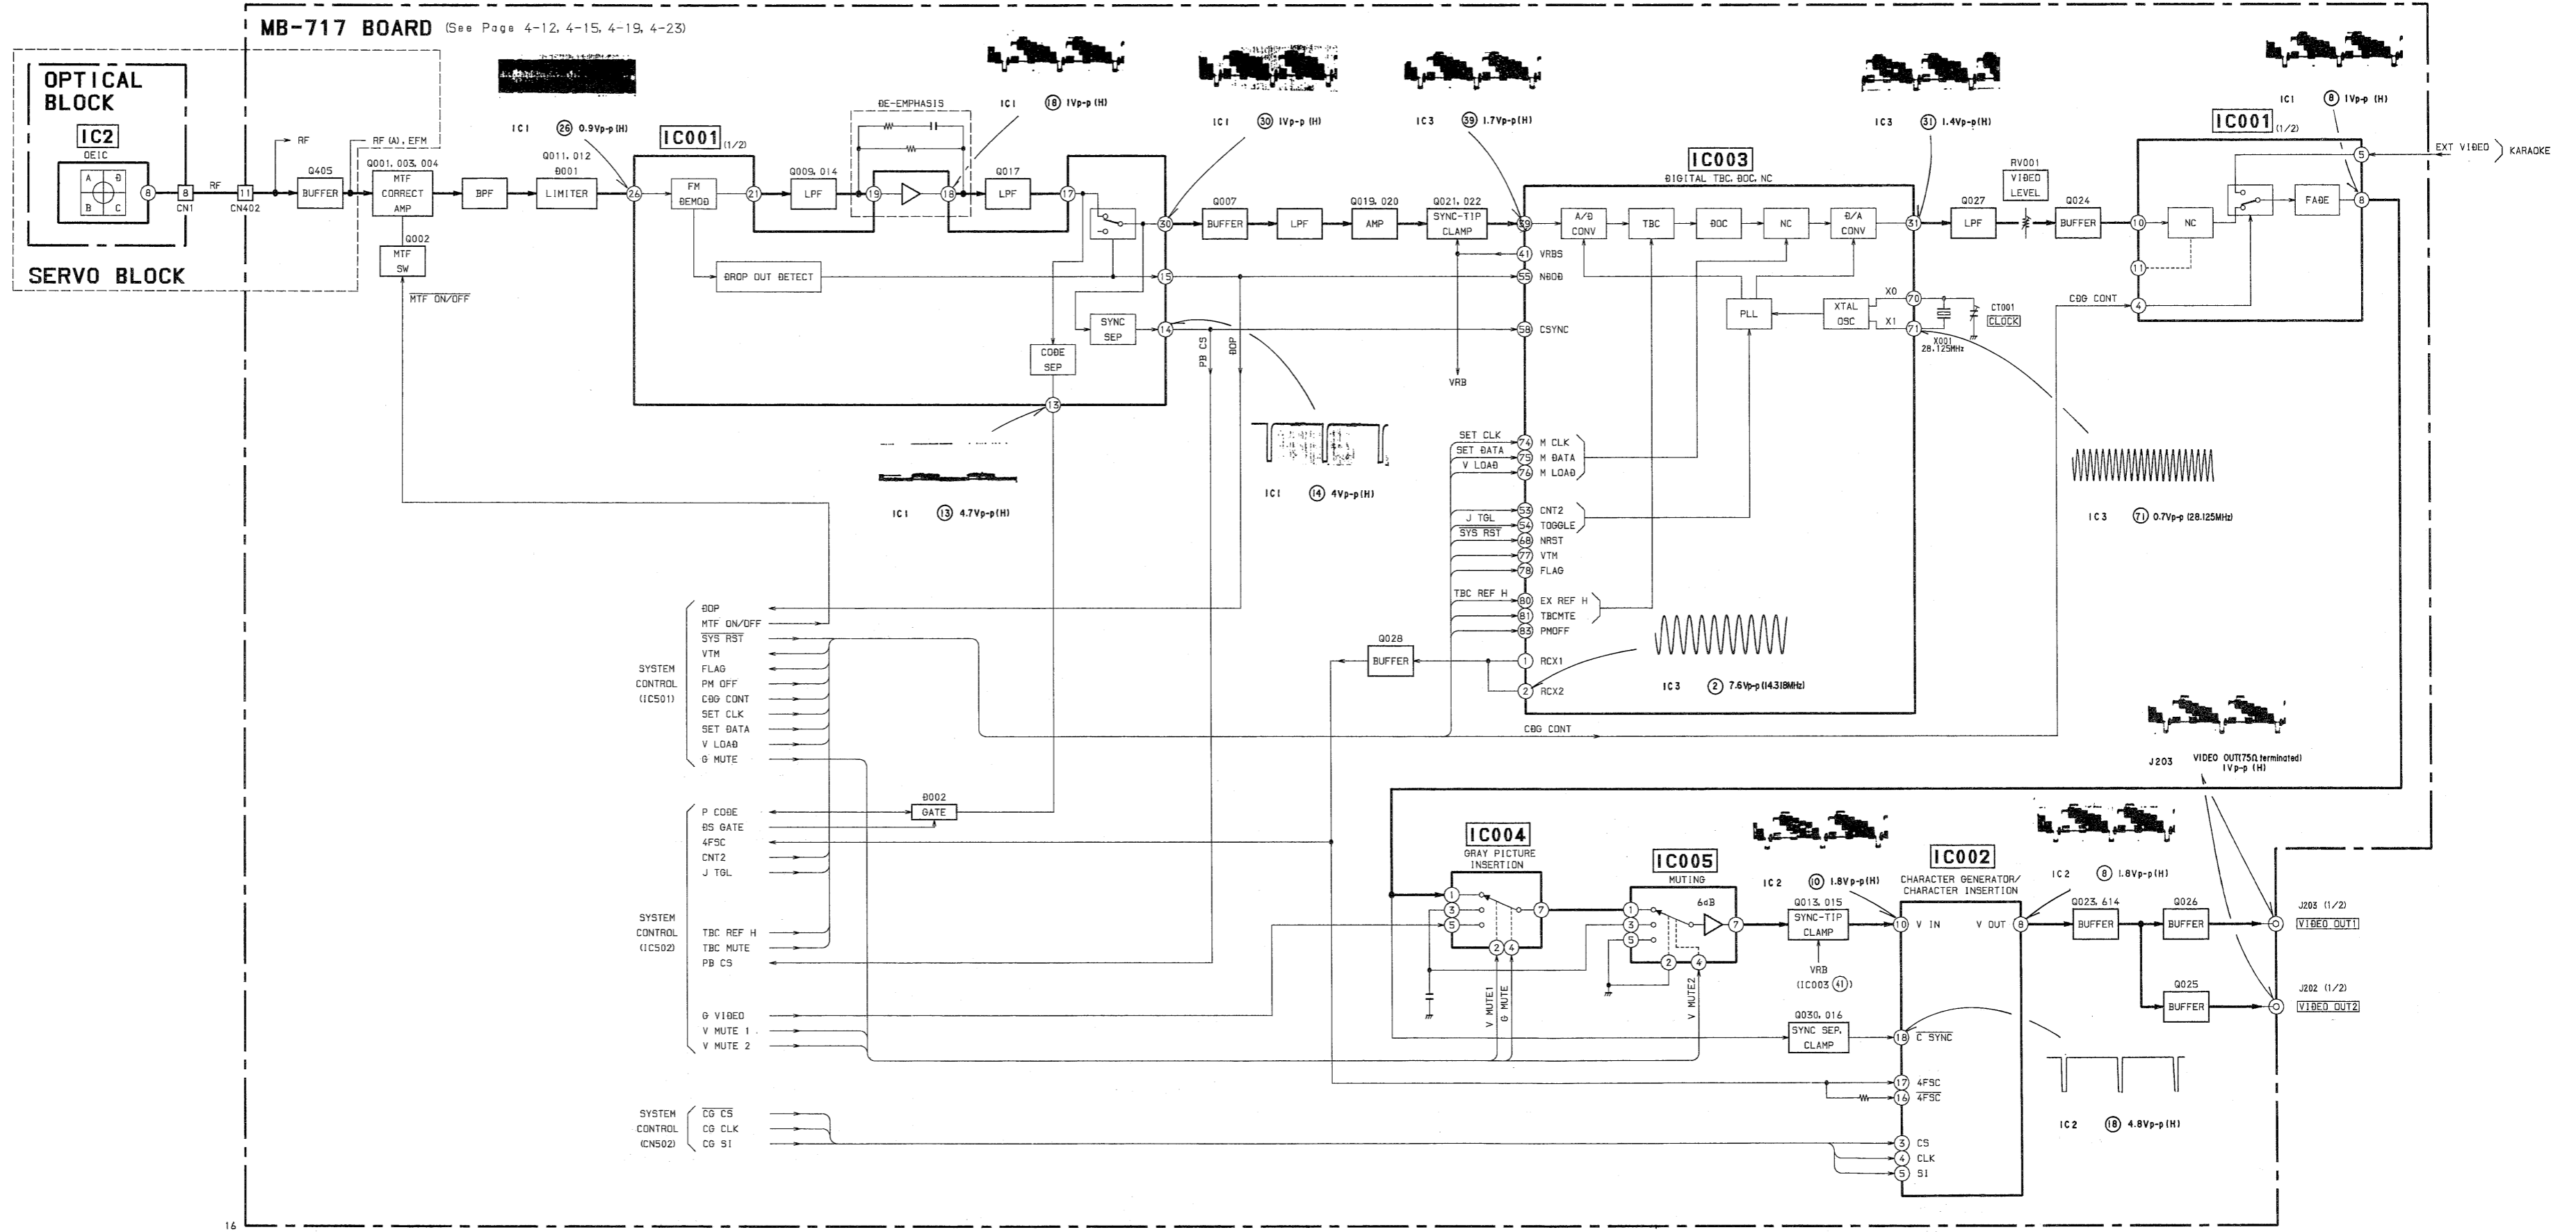 MB-717 BOARD (See Page 4-12, 4-15, 4-19, 4-23)
OPTICAL
BLOCK
IC2
OEIC
A D
B C
8
8
CN1
RF
11
CN402
SERVO BLOCK
RF
RF (A), EFM
Q405
BUFFER
Q001, 003, 004
MTF
CORRECT
AMP
Q002
MTF
SW
MTF ON/OFF
BPF
Q011, 012
D001
LIMITER
IC1 26 0.9Vp-p (H)
IC001 (1/2)
26
FM
DEMOD
21
Q009, 014
LPF
DE-EMPHASIS
19
18
IC1 18 1Vp-p (H)
Q017
LPF
17
30
DROP OUT DETECT
15
SYNC
SEP
14
CODE
SEP
13
IC1 13 4.7Vp-p (H)
IC1 14 4Vp-p (H)
IC1 30 1Vp-p (H)
Q007
BUFFER
LPF
Q019, 020
AMP
Q021, 022
SYNC-TIP
CLAMP
IC3 39 1.7Vp-p (H)
PB CS
DOP
VRB
IC003
DIGITAL TBC, DOC, NC
39
A/D
CONV
TBC
DOC
NC
D/A
CONV
31
41 VRBS
55 NDOD
58 CSYNC
PLL
XTAL
OSC
XO 70
X1 71
X001
28.125MHz
CT001
CLOCK
SET CLK 74 M CLK
SET DATA 75 M DATA
V LOAD 76 M LOAD
53 CNT2
J TGL 54 TOGGLE
SYS RST 68 NRST
77 VTM
78 FLAG
TBC REF H 80 EX REF H
81 TBCMTE
83 PMOFF
1 RCX1
2 RCX2
IC3 2 7.6Vp-p (14.318MHz)
Q028
BUFFER
IC3 31 1.4Vp-p (H)
Q027
LPF
RV001
VIDEO
LEVEL
Q024
BUFFER
IC001 (1/2)
IC1 8 1Vp-p (H)
10
NC
FADE
5
8
11
4
CDG CONT
EXT VIDEO
KARAOKE
IC3 71 0.7Vp-p (28.125MHz)
CDG CONT
SYSTEM
CONTROL
(IC501)
DOP
MTF ON/OFF
SYS RST
VTM
FLAG
PM OFF
CDG CONT
SET CLK
SET DATA
V LOAD
G MUTE
D002
GATE
SYSTEM
CONTROL
(IC502)
P CODE
DS GATE
4FSC
CNT2
J TGL
TBC REF H
TBC MUTE
PB CS
G VIDEO
V MUTE 1
V MUTE 2
SYSTEM
CONTROL
(CN502)
CG CS
CG CLK
CG SI
IC004
GRAY PICTURE
INSERTION
1
3
5
7
2 4
V MUTE1
G MUTE
IC005
MUTING
1
3
5
6dB
7
2 4
V MUTE2
IC2 10 1.8Vp-p (H)
Q013, 015
SYNC-TIP
CLAMP
VRB
(IC003 41)
Q030, 016
SYNC SEP,
CLAMP
IC002
CHARACTER GENERATOR/
CHARACTER INSERTION
10 V IN
V OUT 8
18 C SYNC
17 4FSC
16 4FSC
3 CS
4 CLK
5 SI
IC2 8 1.8Vp-p (H)
Q023, 614
BUFFER
Q026
BUFFER
Q025
BUFFER
J203 VIDEO OUT (75Ω terminated)
1Vp-p (H)
J203 (1/2)
VIDEO OUT1
J202 (1/2)
VIDEO OUT2
IC2 18 4.8Vp-p (H)
16